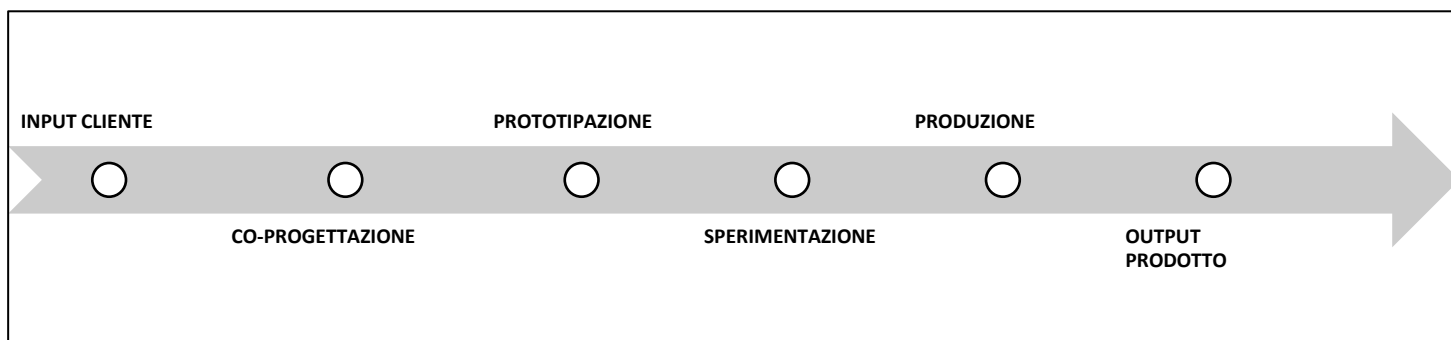 INPUT CLIENTE
PROTOTIPAZIONE
PRODUZIONE
CO-PROGETTAZIONE
SPERIMENTAZIONE
OUTPUT
PRODOTTO